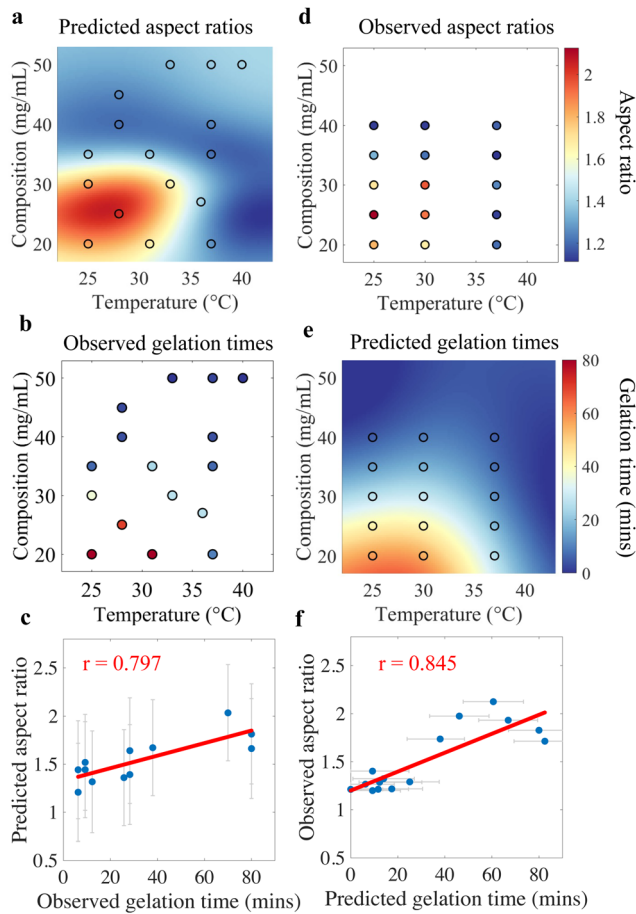 a
Predicted aspect ratios
Composition (mg/mL)
50
40
30
20
25
30
35
40
Temperature (°C)
d
Observed aspect ratios
Composition (mg/mL)
50
40
30
20
25
30
35
40
Temperature (°C)
2
1.8
1.6
1.4
1.2
Aspect ratio
b
Observed gelation times
Composition (mg/mL)
50
40
30
20
25
30
35
40
Temperature (°C)
e
Predicted gelation times
Composition (mg/mL)
50
40
30
20
25
30
35
40
Temperature (°C)
80
60
40
20
0
Gelation time (mins)
c
r = 0.797
Predicted aspect ratio
2.5
2
1.5
1
0.5
0
20
40
60
80
100
Observed gelation time (mins)
f
r = 0.845
Observed aspect ratio
2.5
2
1.5
1
0.5
0
20
40
60
80
Predicted gelation time (mins)